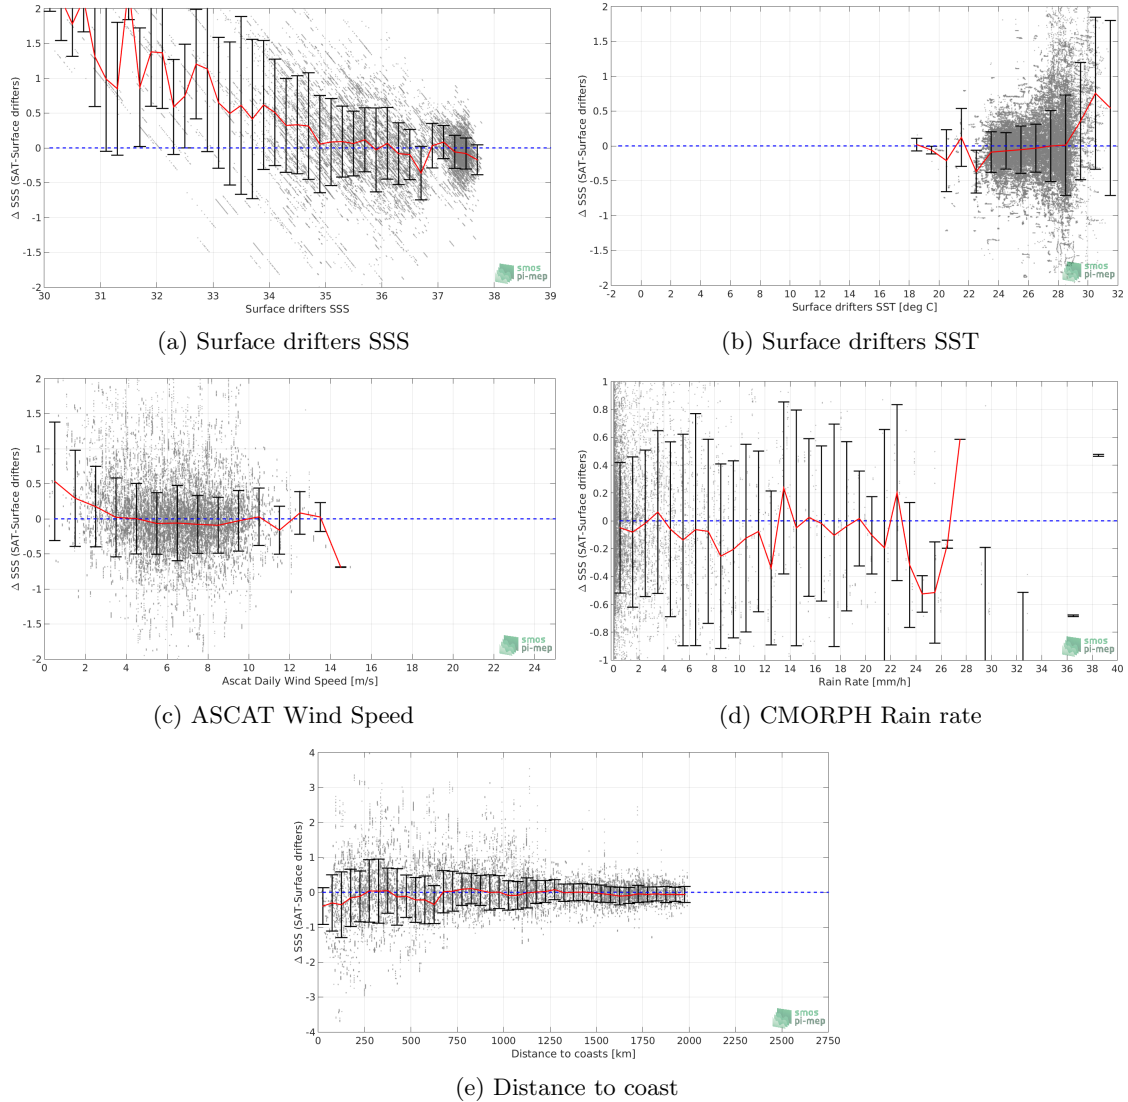 Δ SSS (SAT-Surface drifters)
2
1.5
1
0.5
0
-0.5
-1
-1.5
-2
30 31 32 33 34 35 36 37 38 39
Surface drifters SSS
smos
pi-mep
(a) Surface drifters SSS
Δ SSS (SAT-Surface drifters)
2
1.5
1
0.5
0
-0.5
-1
-1.5
-2
-2 0 2 4 6 8 10 12 14 16 18 20 22 24 26 28 30 32
Surface drifters SST [deg C]
smos
pi-mep
(b) Surface drifters SST
Δ SSS (SAT-Surface drifters)
2
1.5
1
0.5
0
-0.5
-1
-1.5
-2
0 2 4 6 8 10 12 14 16 18 20 22 24
Ascat Daily Wind Speed [m/s]
smos
pi-mep
(c) ASCAT Wind Speed
Δ SSS (SAT-Surface drifters)
1
0.8
0.6
0.4
0.2
0
-0.2
-0.4
-0.6
-0.8
-1
0 2 4 6 8 10 12 14 16 18 20 22 24 26 28 30 32 34 36 38 40
Rain Rate [mm/h]
smos
pi-mep
(d) CMORPH Rain rate
Δ SSS (SAT-Surface drifters)
4
3
2
1
0
-1
-2
-3
-4
0 250 500 750 1000 1250 1500 1750 2000 2250 2500 2750
Distance to coasts [km]
smos
pi-mep
(e) Distance to coast